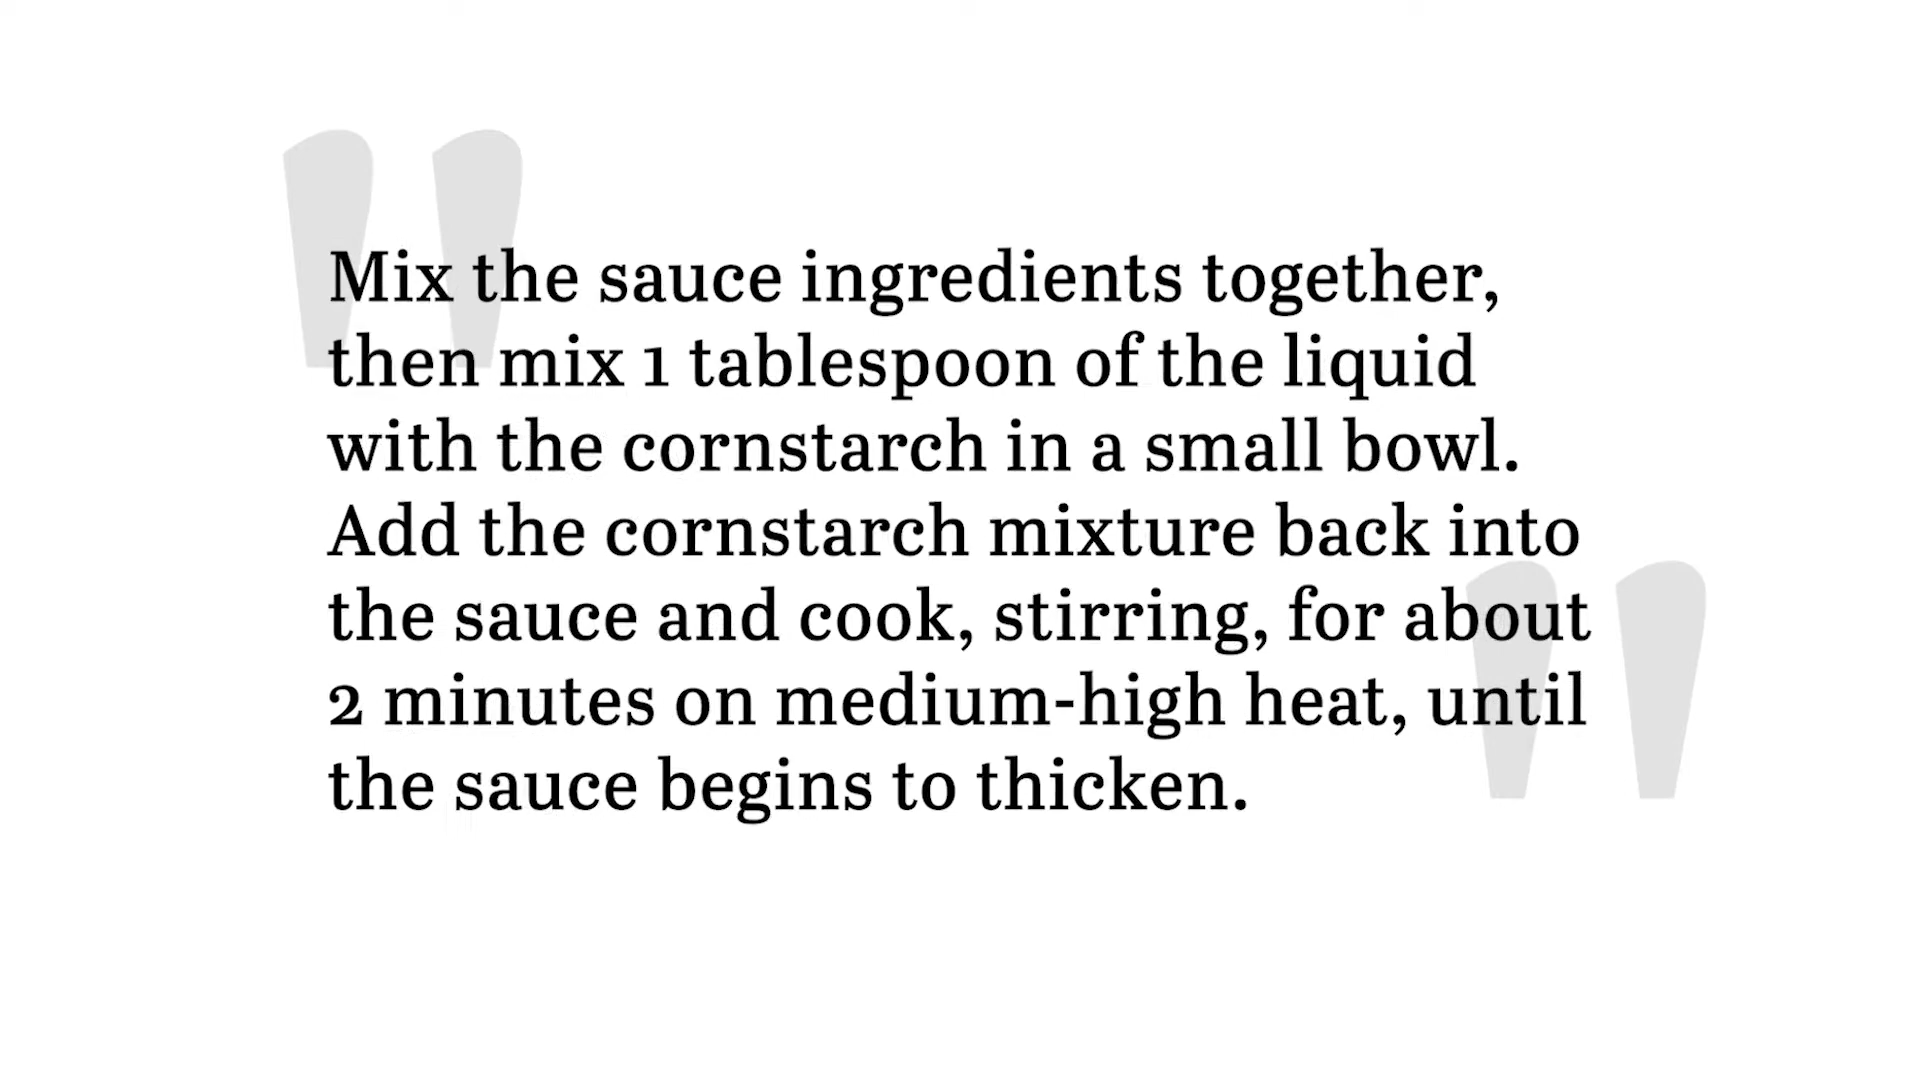 "
Mix the sauce ingredients together,
then mix 1 tablespoon of the liquid
with the cornstarch in a small bowl.
Add the cornstarch mixture back into
the sauce and cook, stirring, for about
2 minutes on medium-high heat, until
the sauce begins to thicken.
"